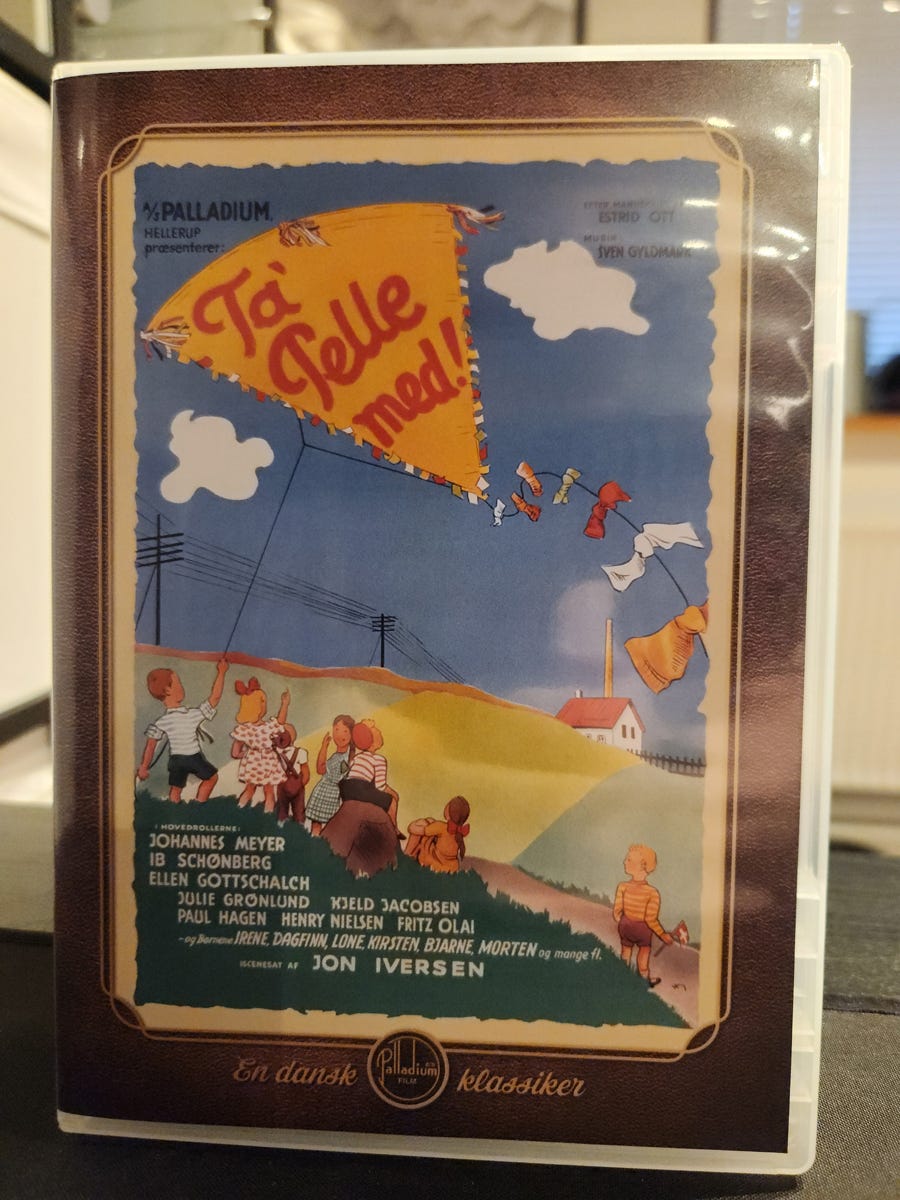 A/S PALLADIUM.
HELLERUP
præsenterer:
EFTER MANUSKRIPT AF
ESTRID OTT
MUSIK:
SVEN GYLDMARK
Ta'
Pelle
med!
I HOVEDROLLERNE:
JOHANNES MEYER
IB SCHØNBERG
ELLEN GOTTSCHALCH
JULIE GRØNLUND KJELD JACOBSEN
PAUL HAGEN HENRY NIELSEN FRITZ OLAI
-og Børnene IRENE, DAGFINN, LONE, KIRSTEN, BJARNE, MORTEN og mange fl.
ISCENESAT AF JON IVERSEN
En dansk Palladium klassiker
FILM